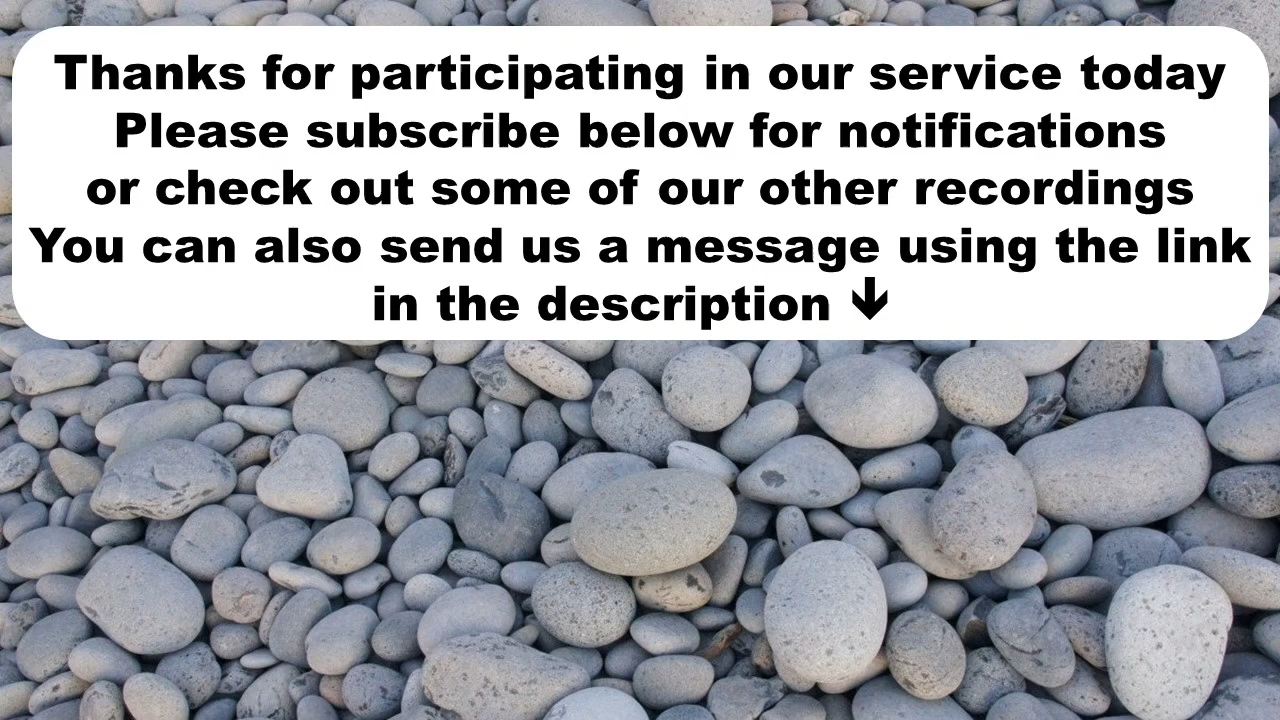 Thanks for participating in our service today
Please subscribe below for notifications
or check out some of our other recordings
You can also send us a message using the link
in the description 🡳